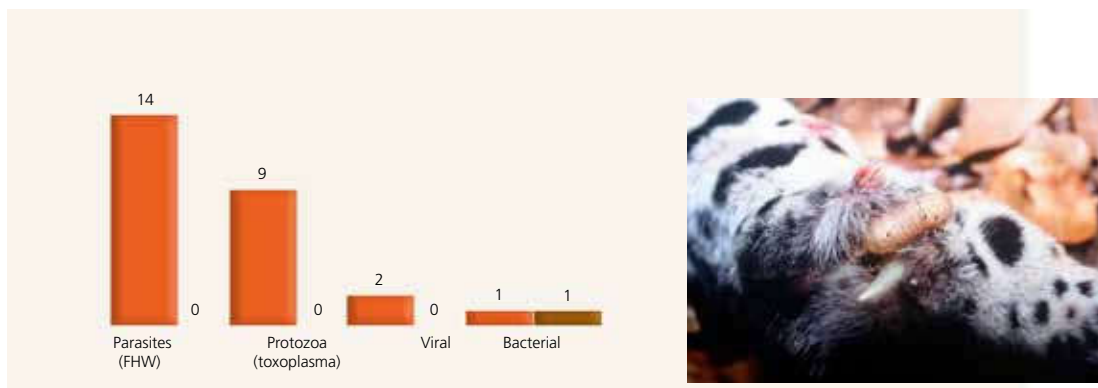 14
9
2
1 1
0 0 0
Parasites Protozoa Viral Bacterial
(FHW) (toxoplasma)